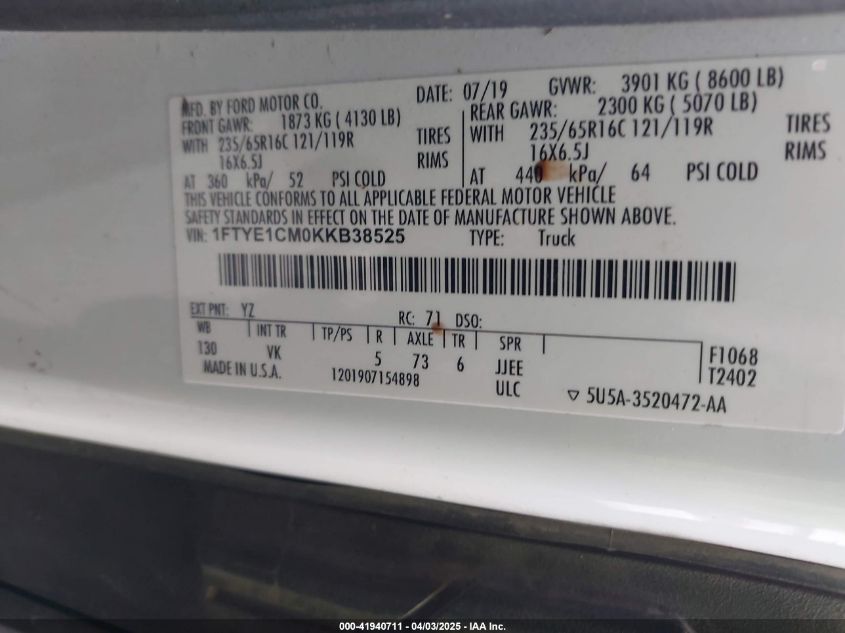 MFD. BY FORD MOTOR CO.
DATE: 07/19 GVWR: 3901 KG ( 8600 LB)
FRONT GAWR: 1873 KG ( 4130 LB)
REAR GAWR: 2300 KG ( 5070 LB)
WITH 235/65R16C 121/119R TIRES
WITH 235/65R16C 121/119R TIRES
16X6.5J RIMS
16X6.5J RIMS
AT 360 kPa/ 52 PSI COLD
AT 440 kPa/ 64 PSI COLD
THIS VEHICLE CONFORMS TO ALL APPLICABLE FEDERAL MOTOR VEHICLE
SAFETY STANDARDS IN EFFECT ON THE DATE OF MANUFACTURE SHOWN ABOVE.
VIN: 1FTYE1CM0KKB38525 TYPE: Truck
EXT PNT: YZ RC: 71 DSO:
WB INT TR TP/PS R AXLE TR SPR
130 VK 5 73 6 JJEE F1068
MADE IN U.S.A. 1201907154898 ULC T2402
▽ 5U5A-3520472-AA
000-41940711 - 04/03/2025 - IAA Inc.